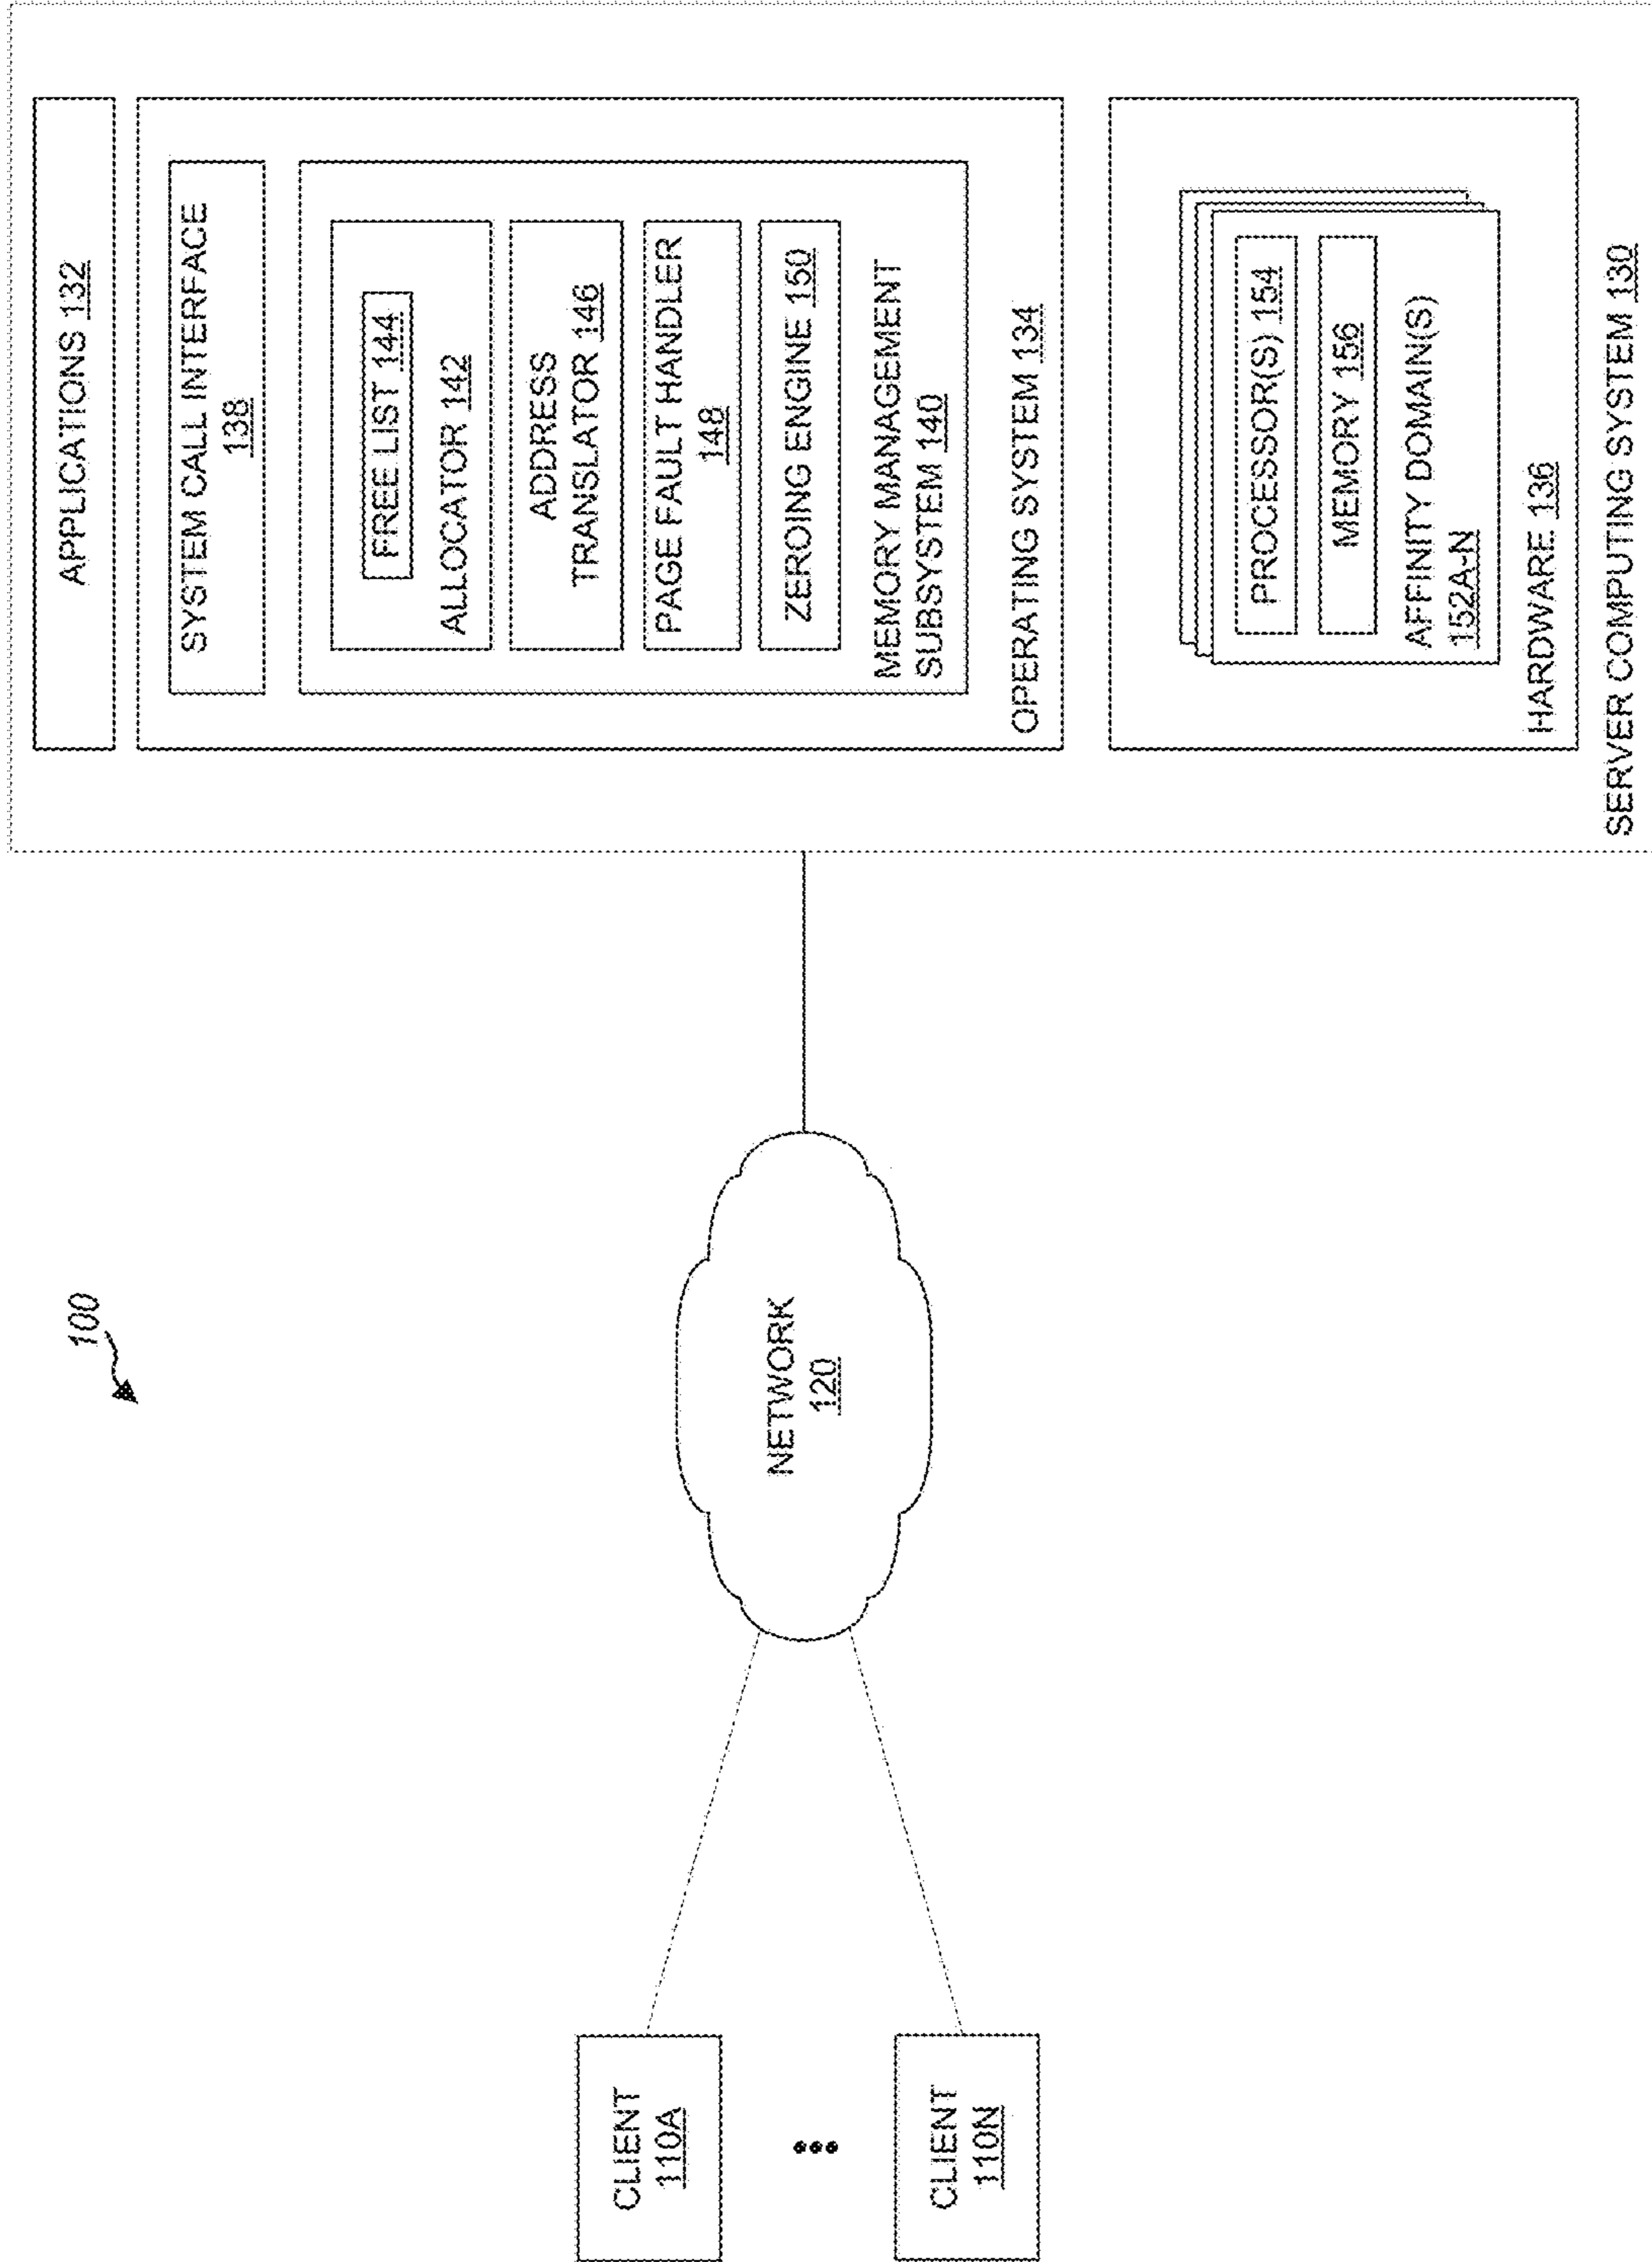 100
CLIENT
110A
CLIENT
110N
NETWORK
120
APPLICATIONS 132
SYSTEM CALL INTERFACE
138
FREE LIST 144
ALLOCATOR 142
ADDRESS
TRANSLATOR 146
PAGE FAULT HANDLER
148
ZEROING ENGINE 150
MEMORY MANAGEMENT
SUBSYSTEM 140
OPERATING SYSTEM 134
PROCESSOR(S) 154
MEMORY 156
AFFINITY DOMAIN(S)
152A-N
HARDWARE 136
SERVER COMPUTING SYSTEM 130